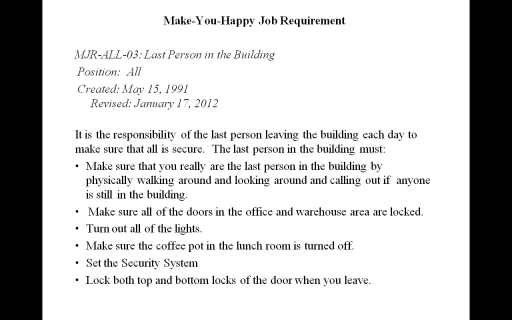 Make-You-Happy Job Requirement
MJR-ALL-03: Last Person in the Building
Position: All
Created: May 15, 1991
Revised: January 17, 2012
It is the responsibility of the last person leaving the building each day to
make sure that all is secure. The last person in the building must:
• Make sure that you really are the last person in the building by
physically walking around and looking around and calling out if anyone
is still in the building.
• Make sure all of the doors in the office and warehouse area are locked.
• Turn out all of the lights.
• Make sure the coffee pot in the lunch room is turned off.
• Set the Security System
• Lock both top and bottom locks of the door when you leave.